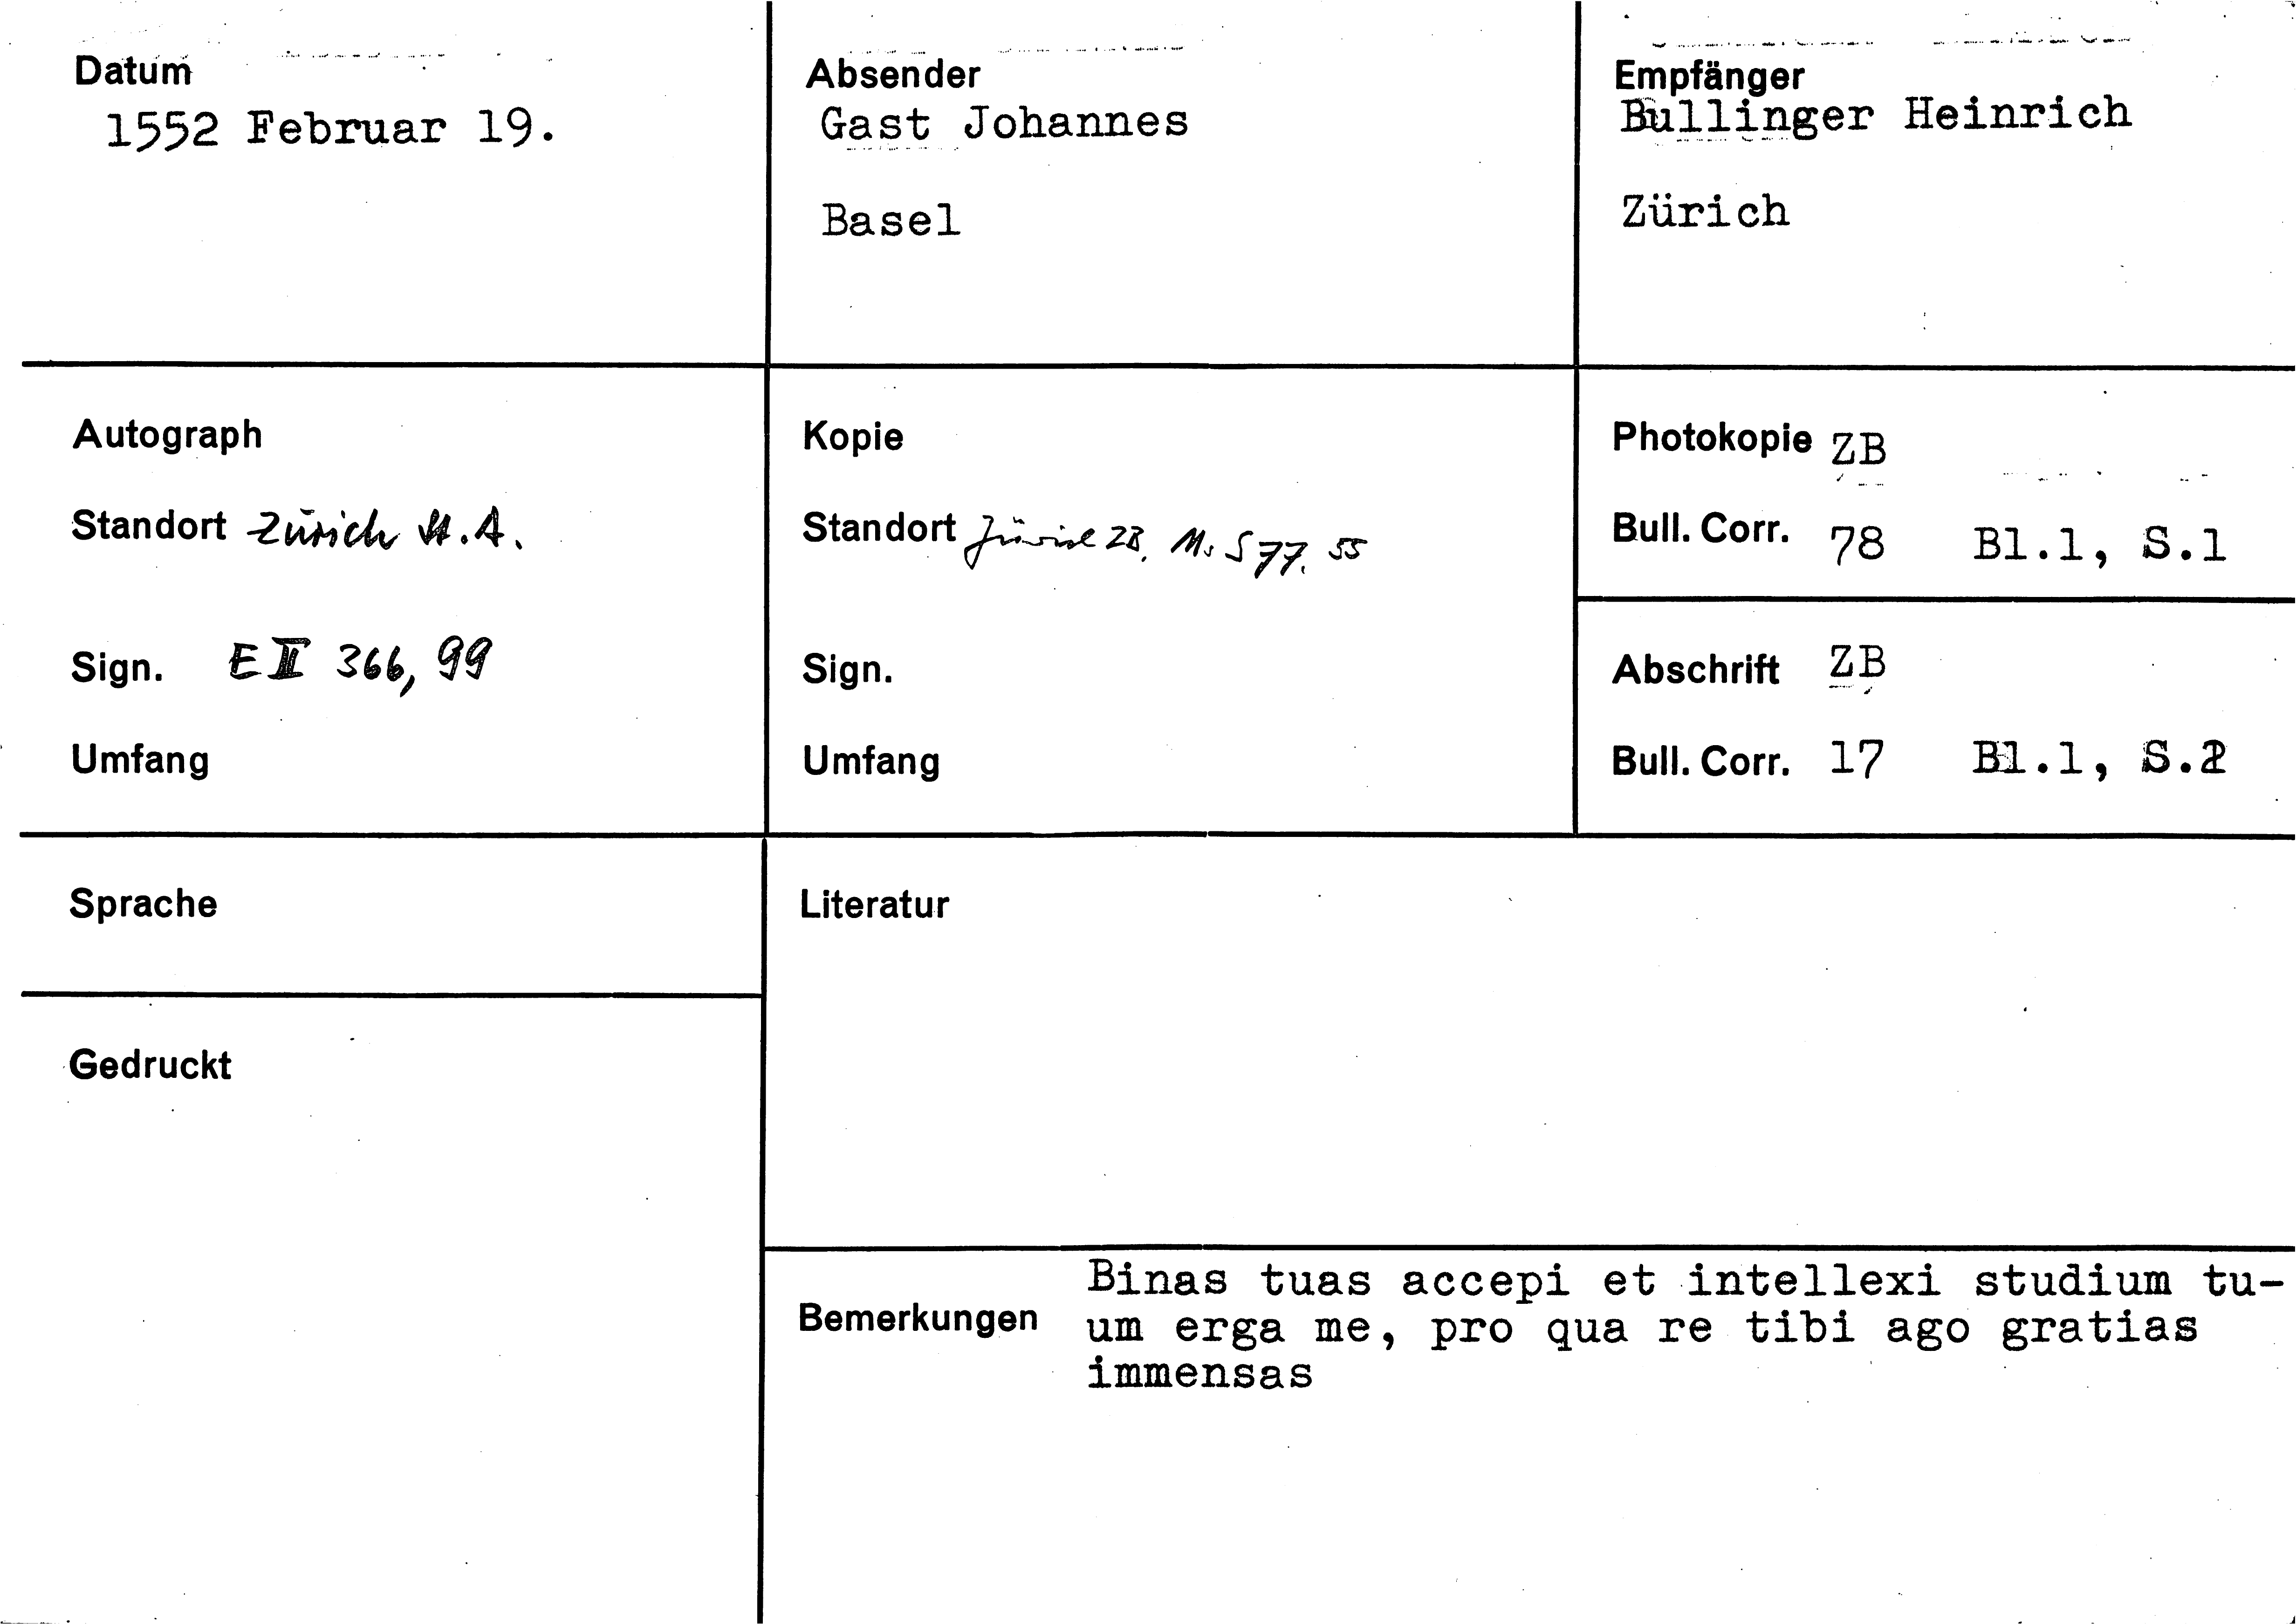 Datum
1552 Februar 19.
Absender
Gast Johannes
Basel
Empfänger
Bullinger Heinrich
Zürich
Autograph
Standort Zürich St.A.
Sign. E II 366, 99
Umfang
Kopie
Standort Zürich ZB, Ms S 77, 55
Sign.
Umfang
Photokopie ZB
Bull. Corr. 78 Bl.1, S.1
Abschrift ZB
Bull. Corr. 17 Bl.1, S.
Sprache
Gedruckt
Literatur
Bemerkungen
Binas tuas accepi et intellexi studium tu-
um erga me, pro qua re tibi ago gratias
immensas